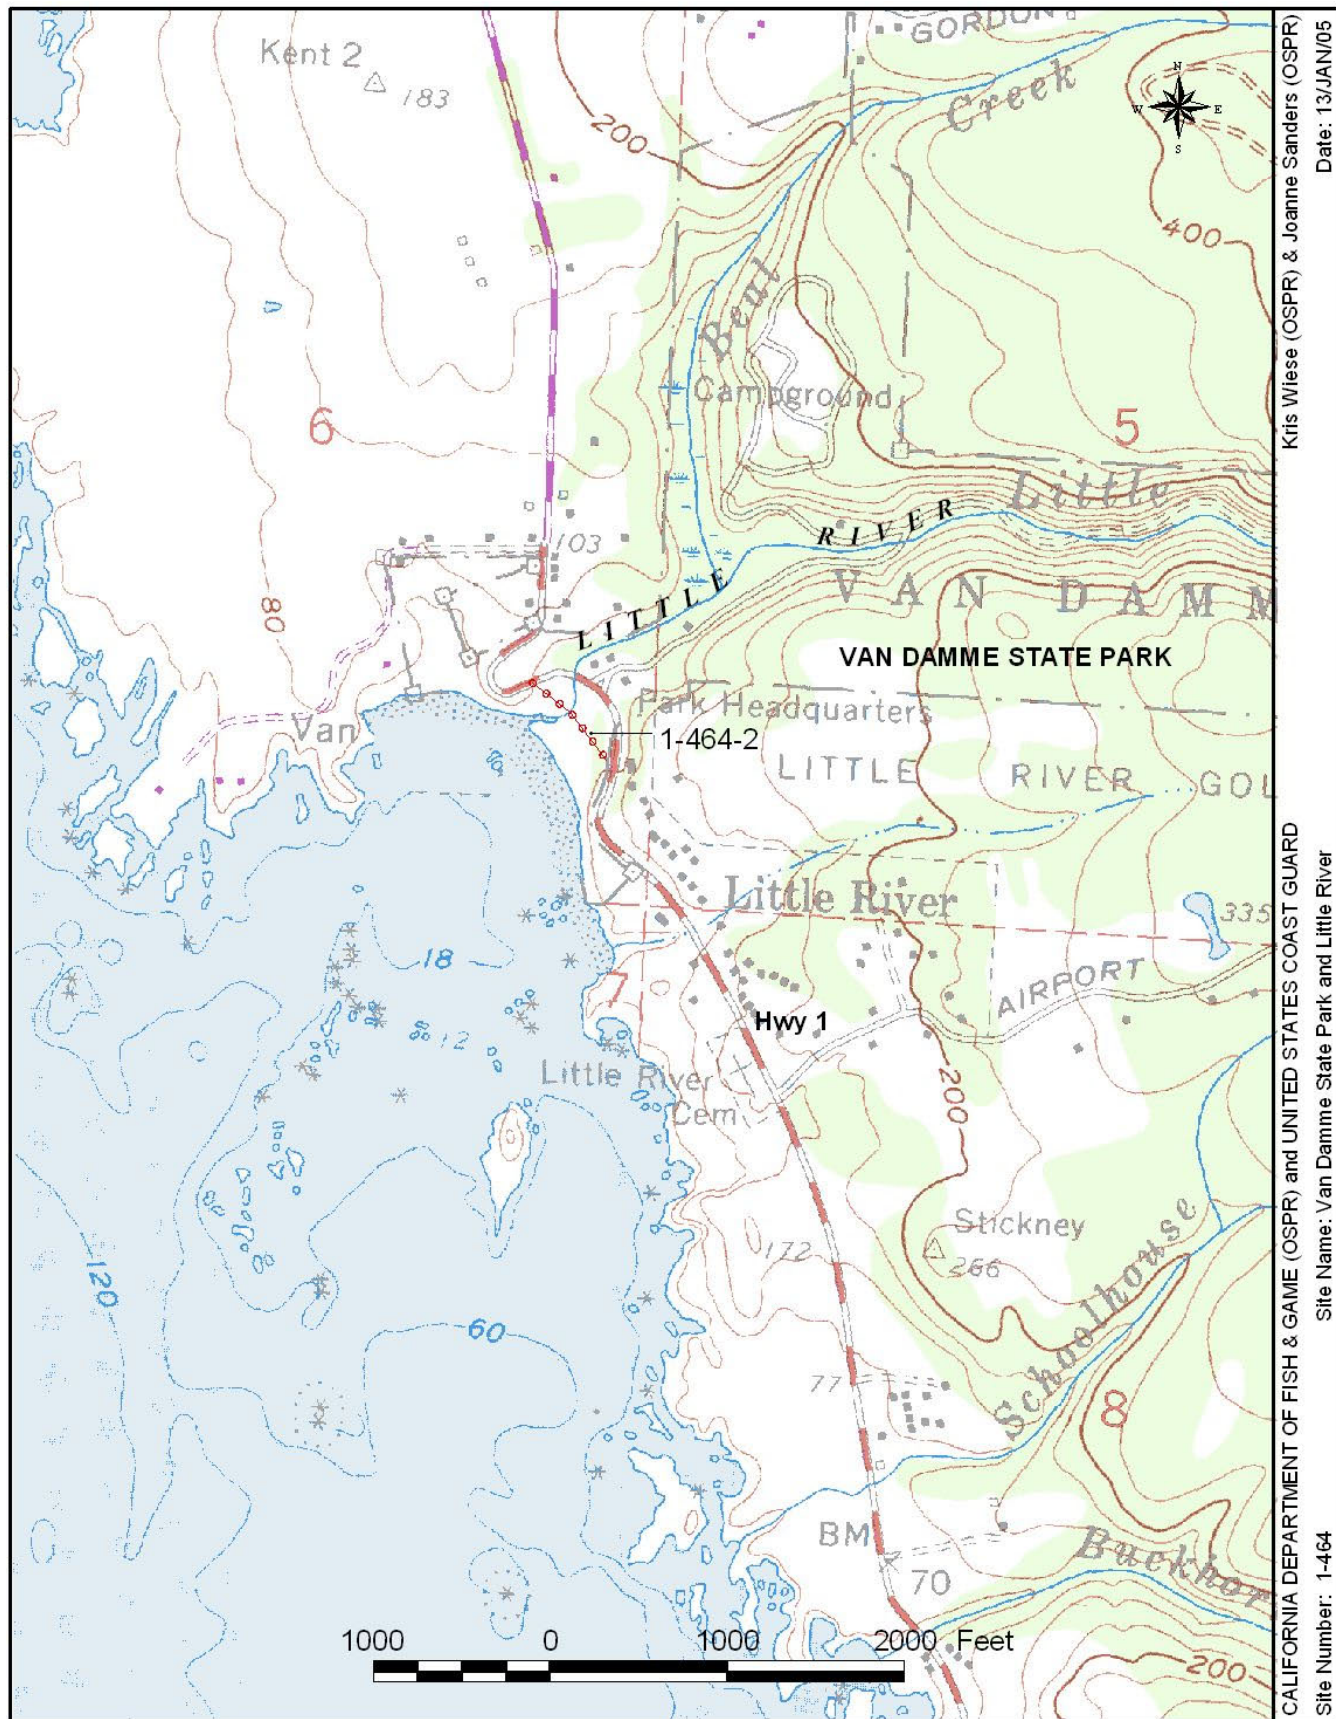 GORDON
Kent 2
183
Creek
N
W E
S
200
400
Beal
Campground
6
5
Little
RIVER
103
LITTLE
VAN DAMM
80
VAN DAMME STATE PARK
Park Headquarters
Van
1-464-2
LITTLE RIVER GOL
Little River
335
18
7
AIRPORT
Hwy 1
12
Little River
Cem
200
Stickney
172
266
Schoolhouse
120
60
77
8
BM
Buckhor
70
1000 0 1000 2000 Feet
200
CALIFORNIA DEPARTMENT OF FISH & GAME (OSPR) and UNITED STATES COAST GUARD Kris Wiese (OSPR) & Joanne Sanders (OSPR)
Site Number: 1-464 Site Name: Van Damme State Park and Little River Date: 13/JAN/05